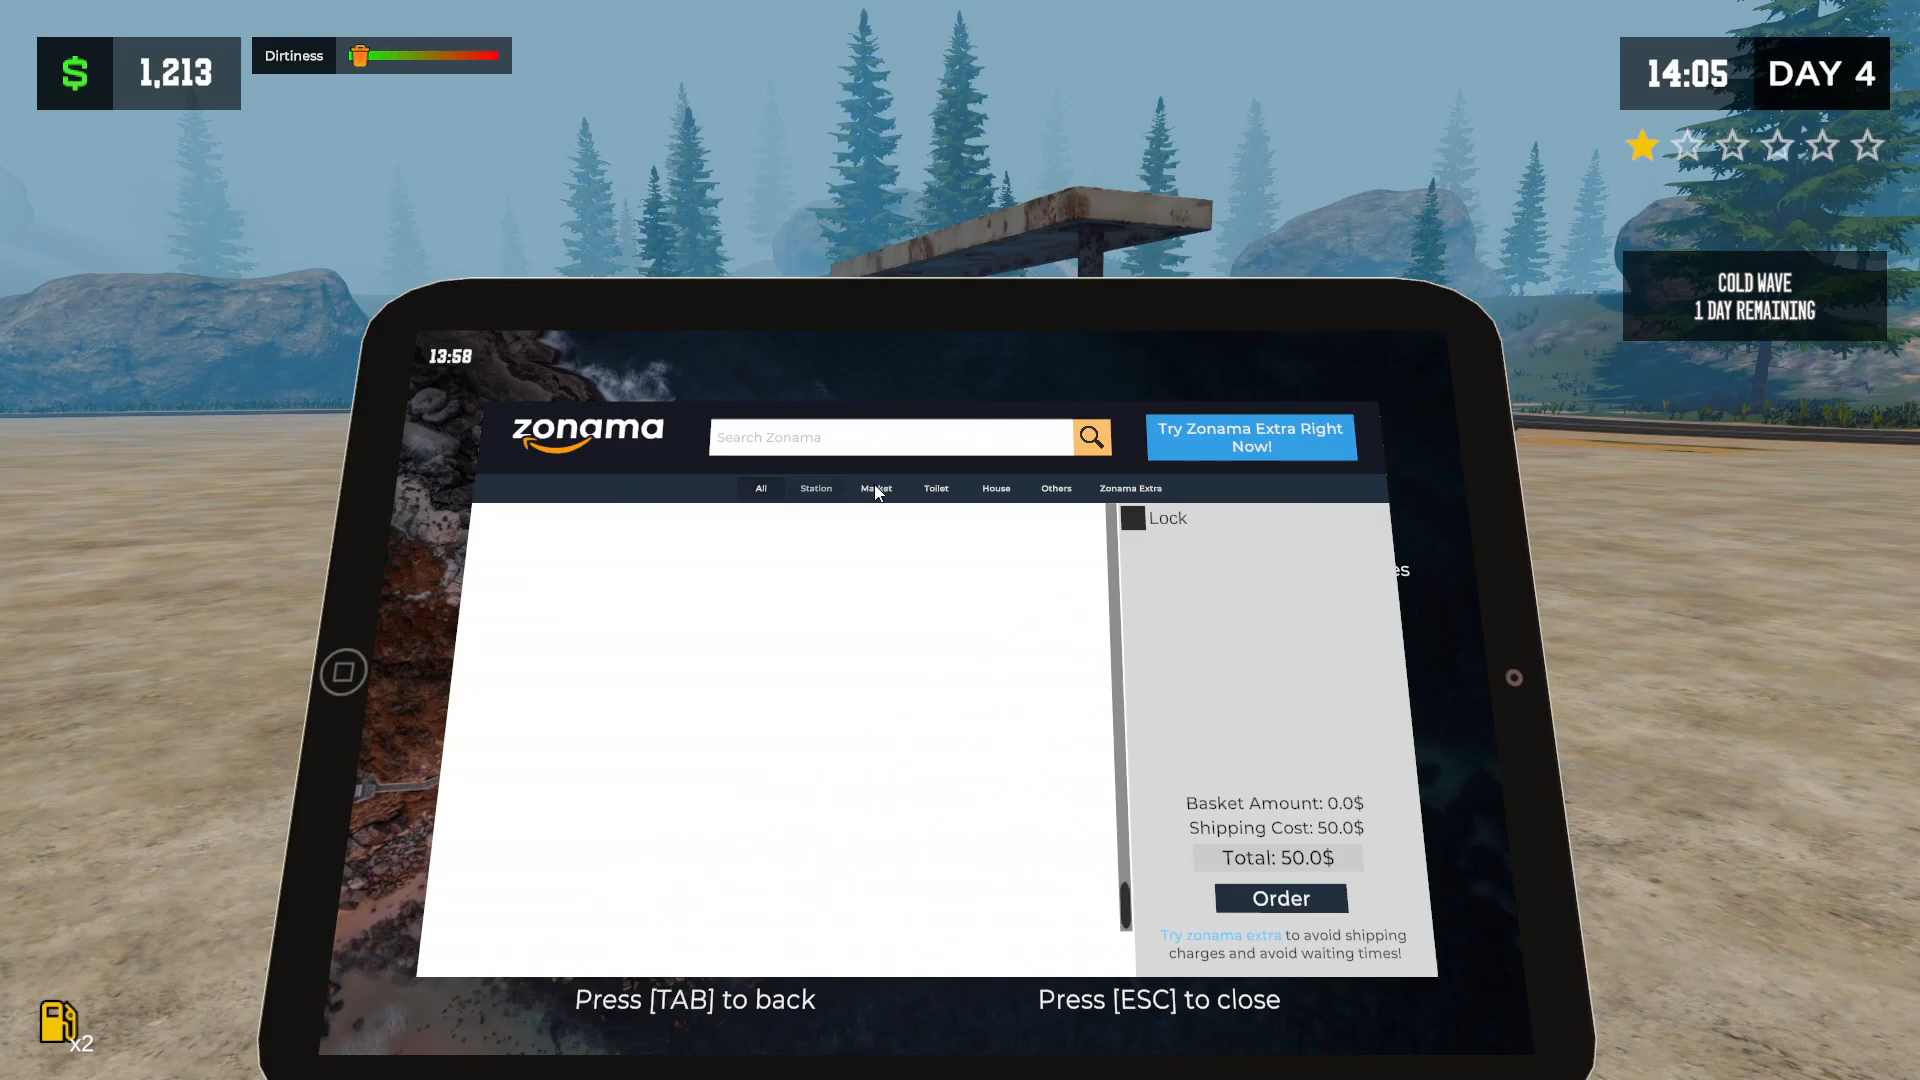 $ 1,213
Dirtiness
14:05 DAY 4
COLD WAVE
1 DAY REMAINING
13:58
zonama
Search Zonama
Try Zonama Extra Right
Now!
All Station Market Toilet House Others Zonama Extra
Lock
es
Basket Amount: 0.0$
Shipping Cost: 50.0$
Total: 50.0$
Order
Try zonama extra to avoid shipping
charges and avoid waiting times!
Press [TAB] to back
Press [ESC] to close
x2